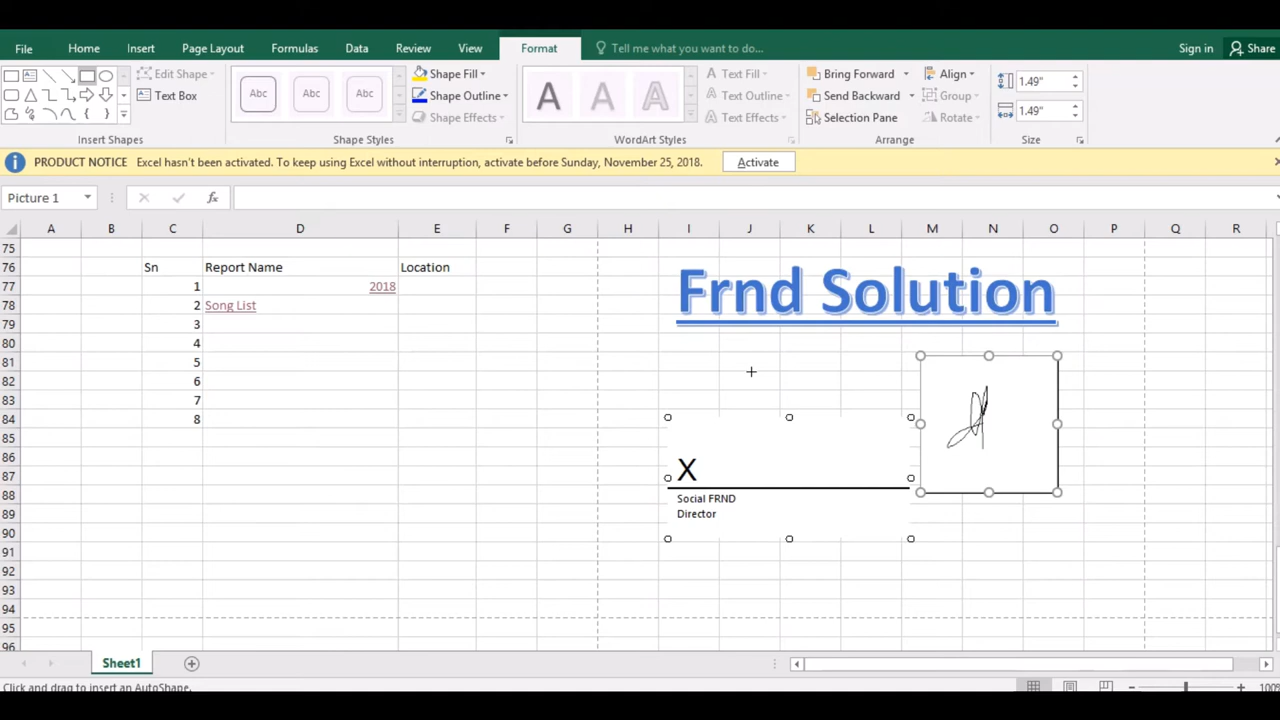 File Home Insert Page Layout Formulas Data Review View Format Tell me what you want to do... Sign in Share
Edit Shape Text Box Insert Shapes
Abc Abc Abc Shape Fill Shape Outline Shape Effects Shape Styles
A A A Text Fill Text Outline Text Effects WordArt Styles
Bring Forward Send Backward Selection Pane Align Group Rotate Arrange
1.49" 1.49" Size
PRODUCT NOTICE Excel hasn't been activated. To keep using Excel without interruption, activate before Sunday, November 25, 2018. Activate
Picture 1 fx
A B C D E F G H I J K L M N O P Q R
75
76 Sn Report Name Location
77 1 2018
78 2 Song List
79 3
80 4
81 5
82 6
83 7
84 8
85
86
87
88
89
90
91
92
93
94
95
96
Frnd Solution
X
Social FRND
Director
Sheet1
Click and drag to insert an AutoShape.
100%